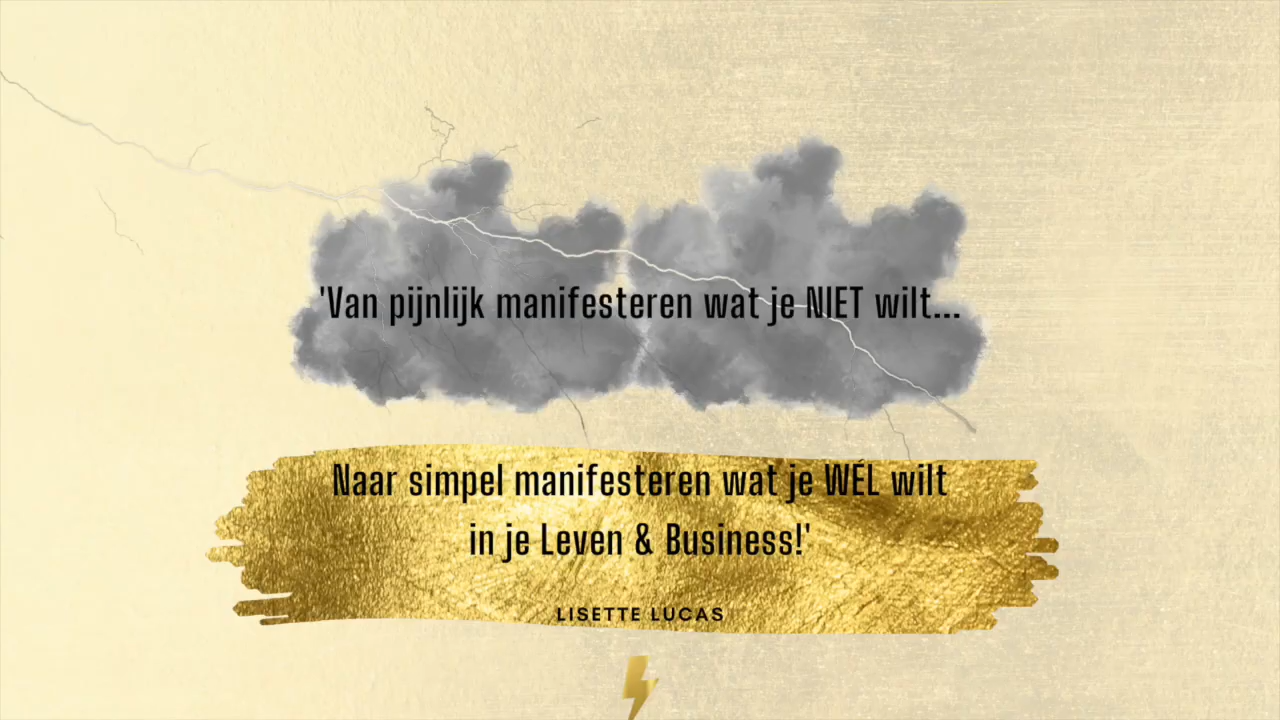 'Van pijnlijk manifesteren wat je NIET wilt...
Naar simpel manifesteren wat je WÉL wilt
in je Leven & Business!'
LISETTE LUCAS